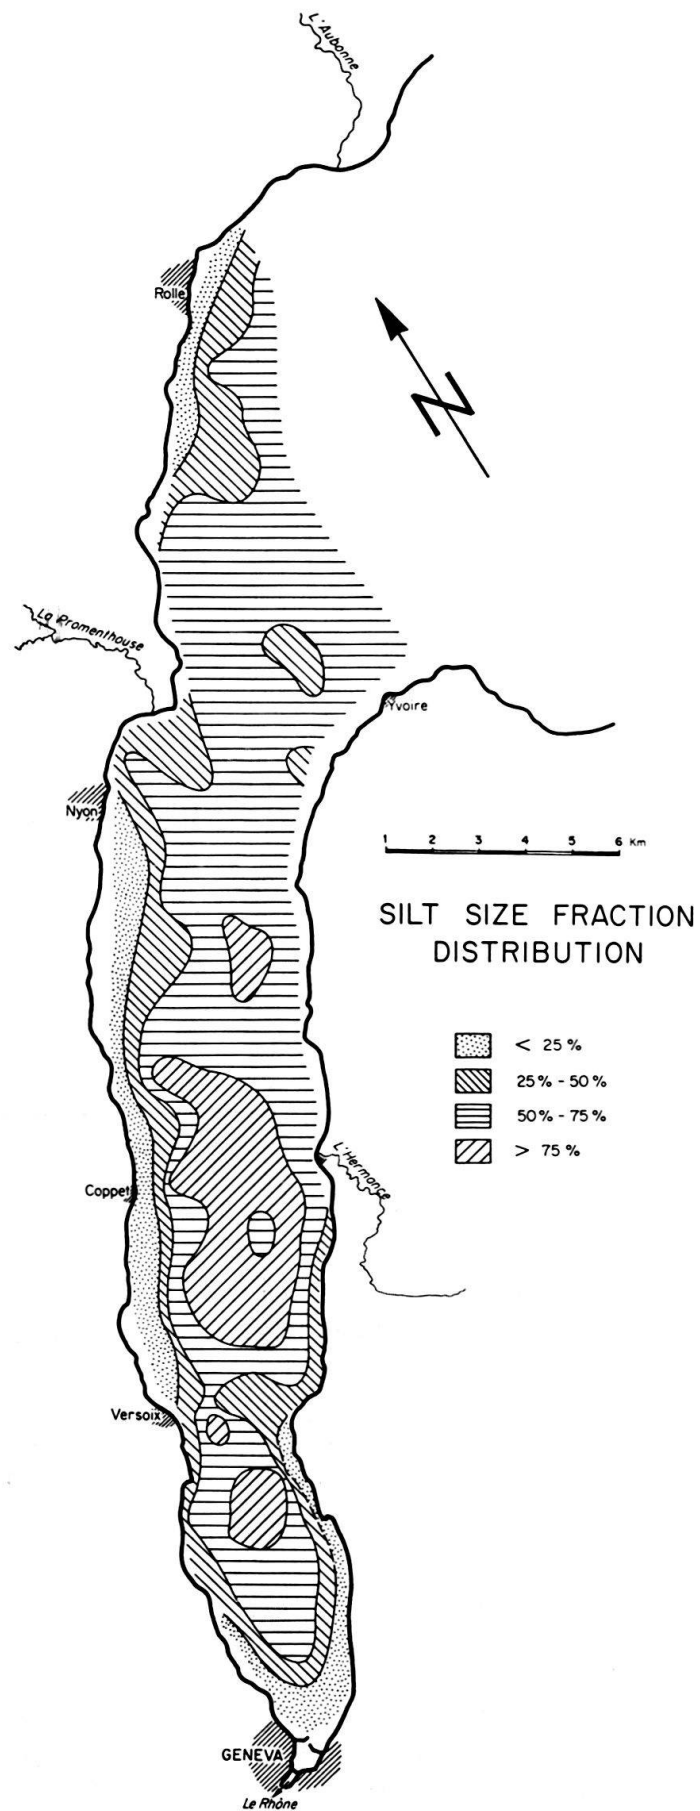 L'Aubonne
Rolle
N
La Promenthouse
Yvoire
Nyon
1 2 3 4 5 6 Km
SILT SIZE FRACTION
DISTRIBUTION
< 25 %
25% - 50%
50% - 75%
> 75 %
L'Hermance
Coppet
Versoix
GENEVA
Le Rhône